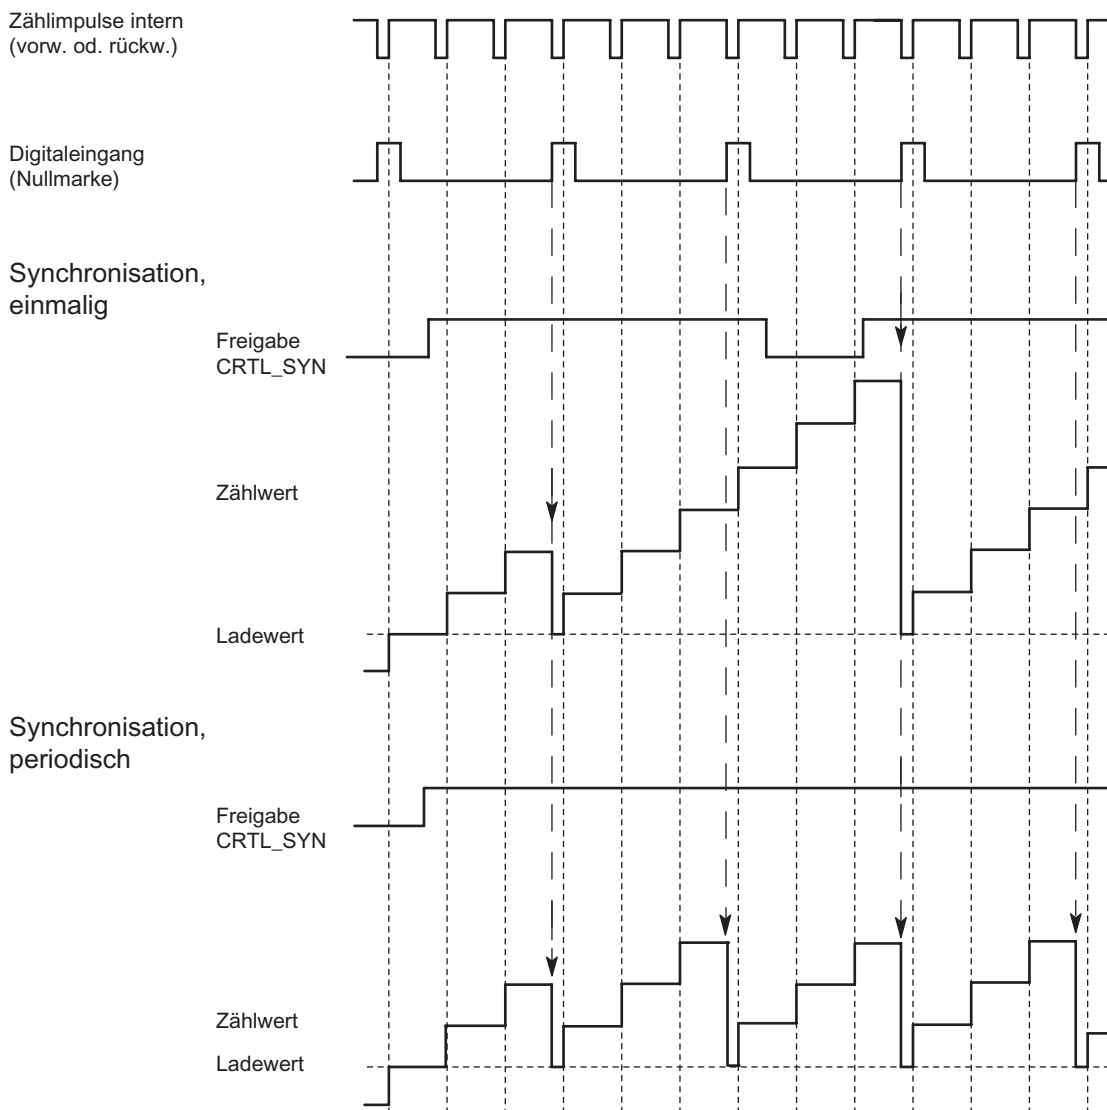 Zählimpulse intern
(vorw. od. rückw.)
Digitaleingang
(Nullmarke)
Synchronisation,
einmalig
Freigabe
CRTL_SYN
Zählwert
Ladewert
Synchronisation,
periodisch
Freigabe
CRTL_SYN
Zählwert
Ladewert